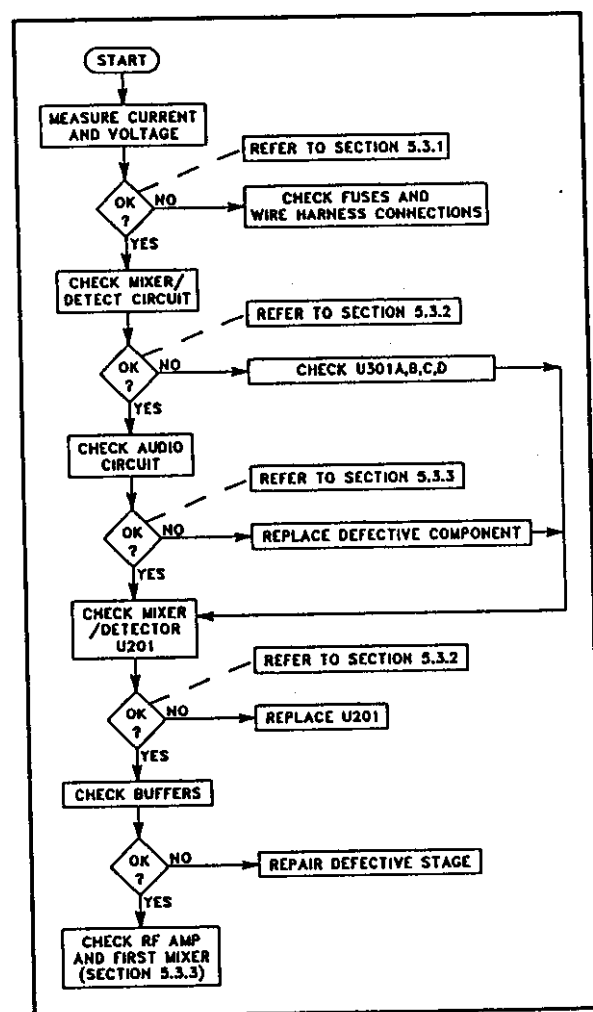 START
MEASURE CURRENT
AND VOLTAGE
REFER TO SECTION 5.3.1
OK
?
NO
CHECK FUSES AND
WIRE HARNESS CONNECTIONS
YES
CHECK MIXER/
DETECT CIRCUIT
REFER TO SECTION 5.3.2
OK
?
NO
CHECK U301A,B,C,D
YES
CHECK AUDIO
CIRCUIT
REFER TO SECTION 5.3.3
OK
?
NO
REPLACE DEFECTIVE COMPONENT
YES
CHECK MIXER
/DETECTOR
U201
REFER TO SECTION 5.3.2
OK
?
NO
REPLACE U201
YES
CHECK BUFFERS
OK
?
NO
REPAIR DEFECTIVE STAGE
YES
CHECK RF AMP
AND FIRST MIXER
(SECTION 5.3.3)